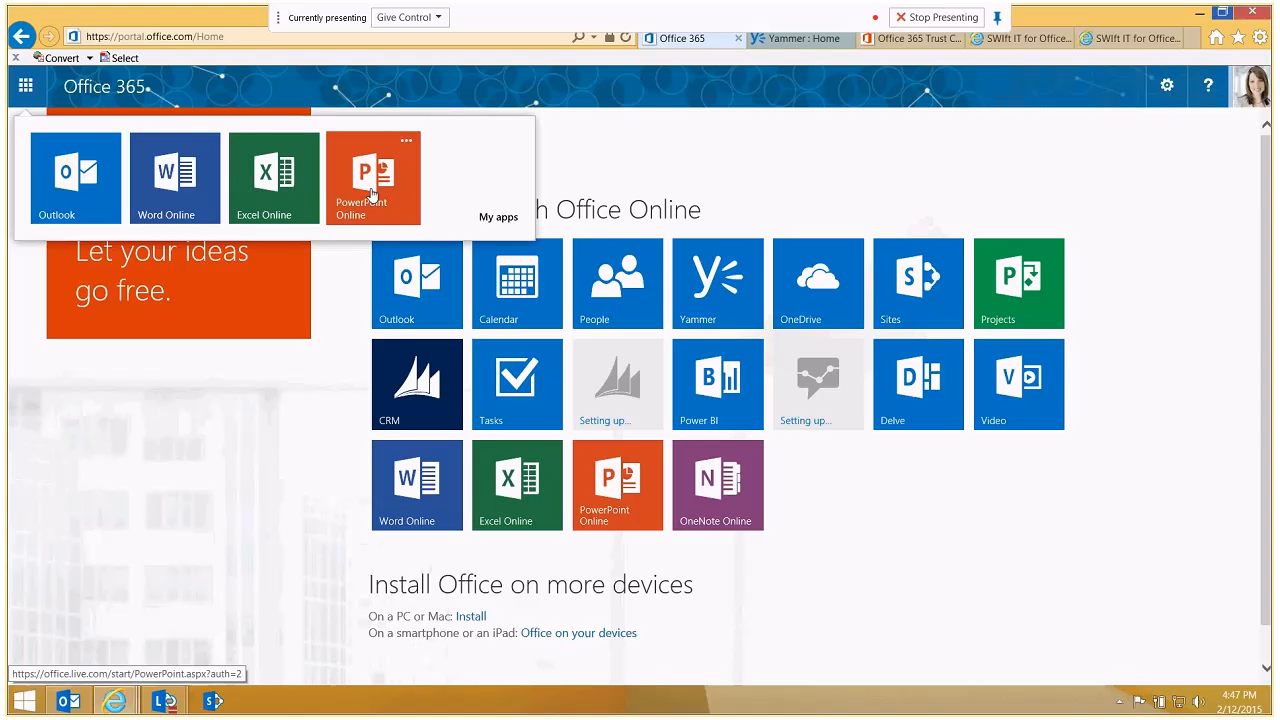 Currently presenting Give Control Stop Presenting
https://portal.office.com/Home Office 365 Yammer : Home Office 365 Trust C... SWIft IT for Office... SWIft IT for Office...
Convert Select
Office 365 ?
Outlook Word Online Excel Online PowerPoint Online My apps
h Office Online
Let your ideas
go free.
Outlook Calendar People Yammer OneDrive Sites Projects
CRM Tasks Setting up... Power BI Setting up... Delve Video
Word Online Excel Online PowerPoint Online OneNote Online
Install Office on more devices
On a PC or Mac: Install
On a smartphone or an iPad: Office on your devices
https://office.live.com/start/PowerPoint.aspx?auth=2
4:47 PM
2/12/2015